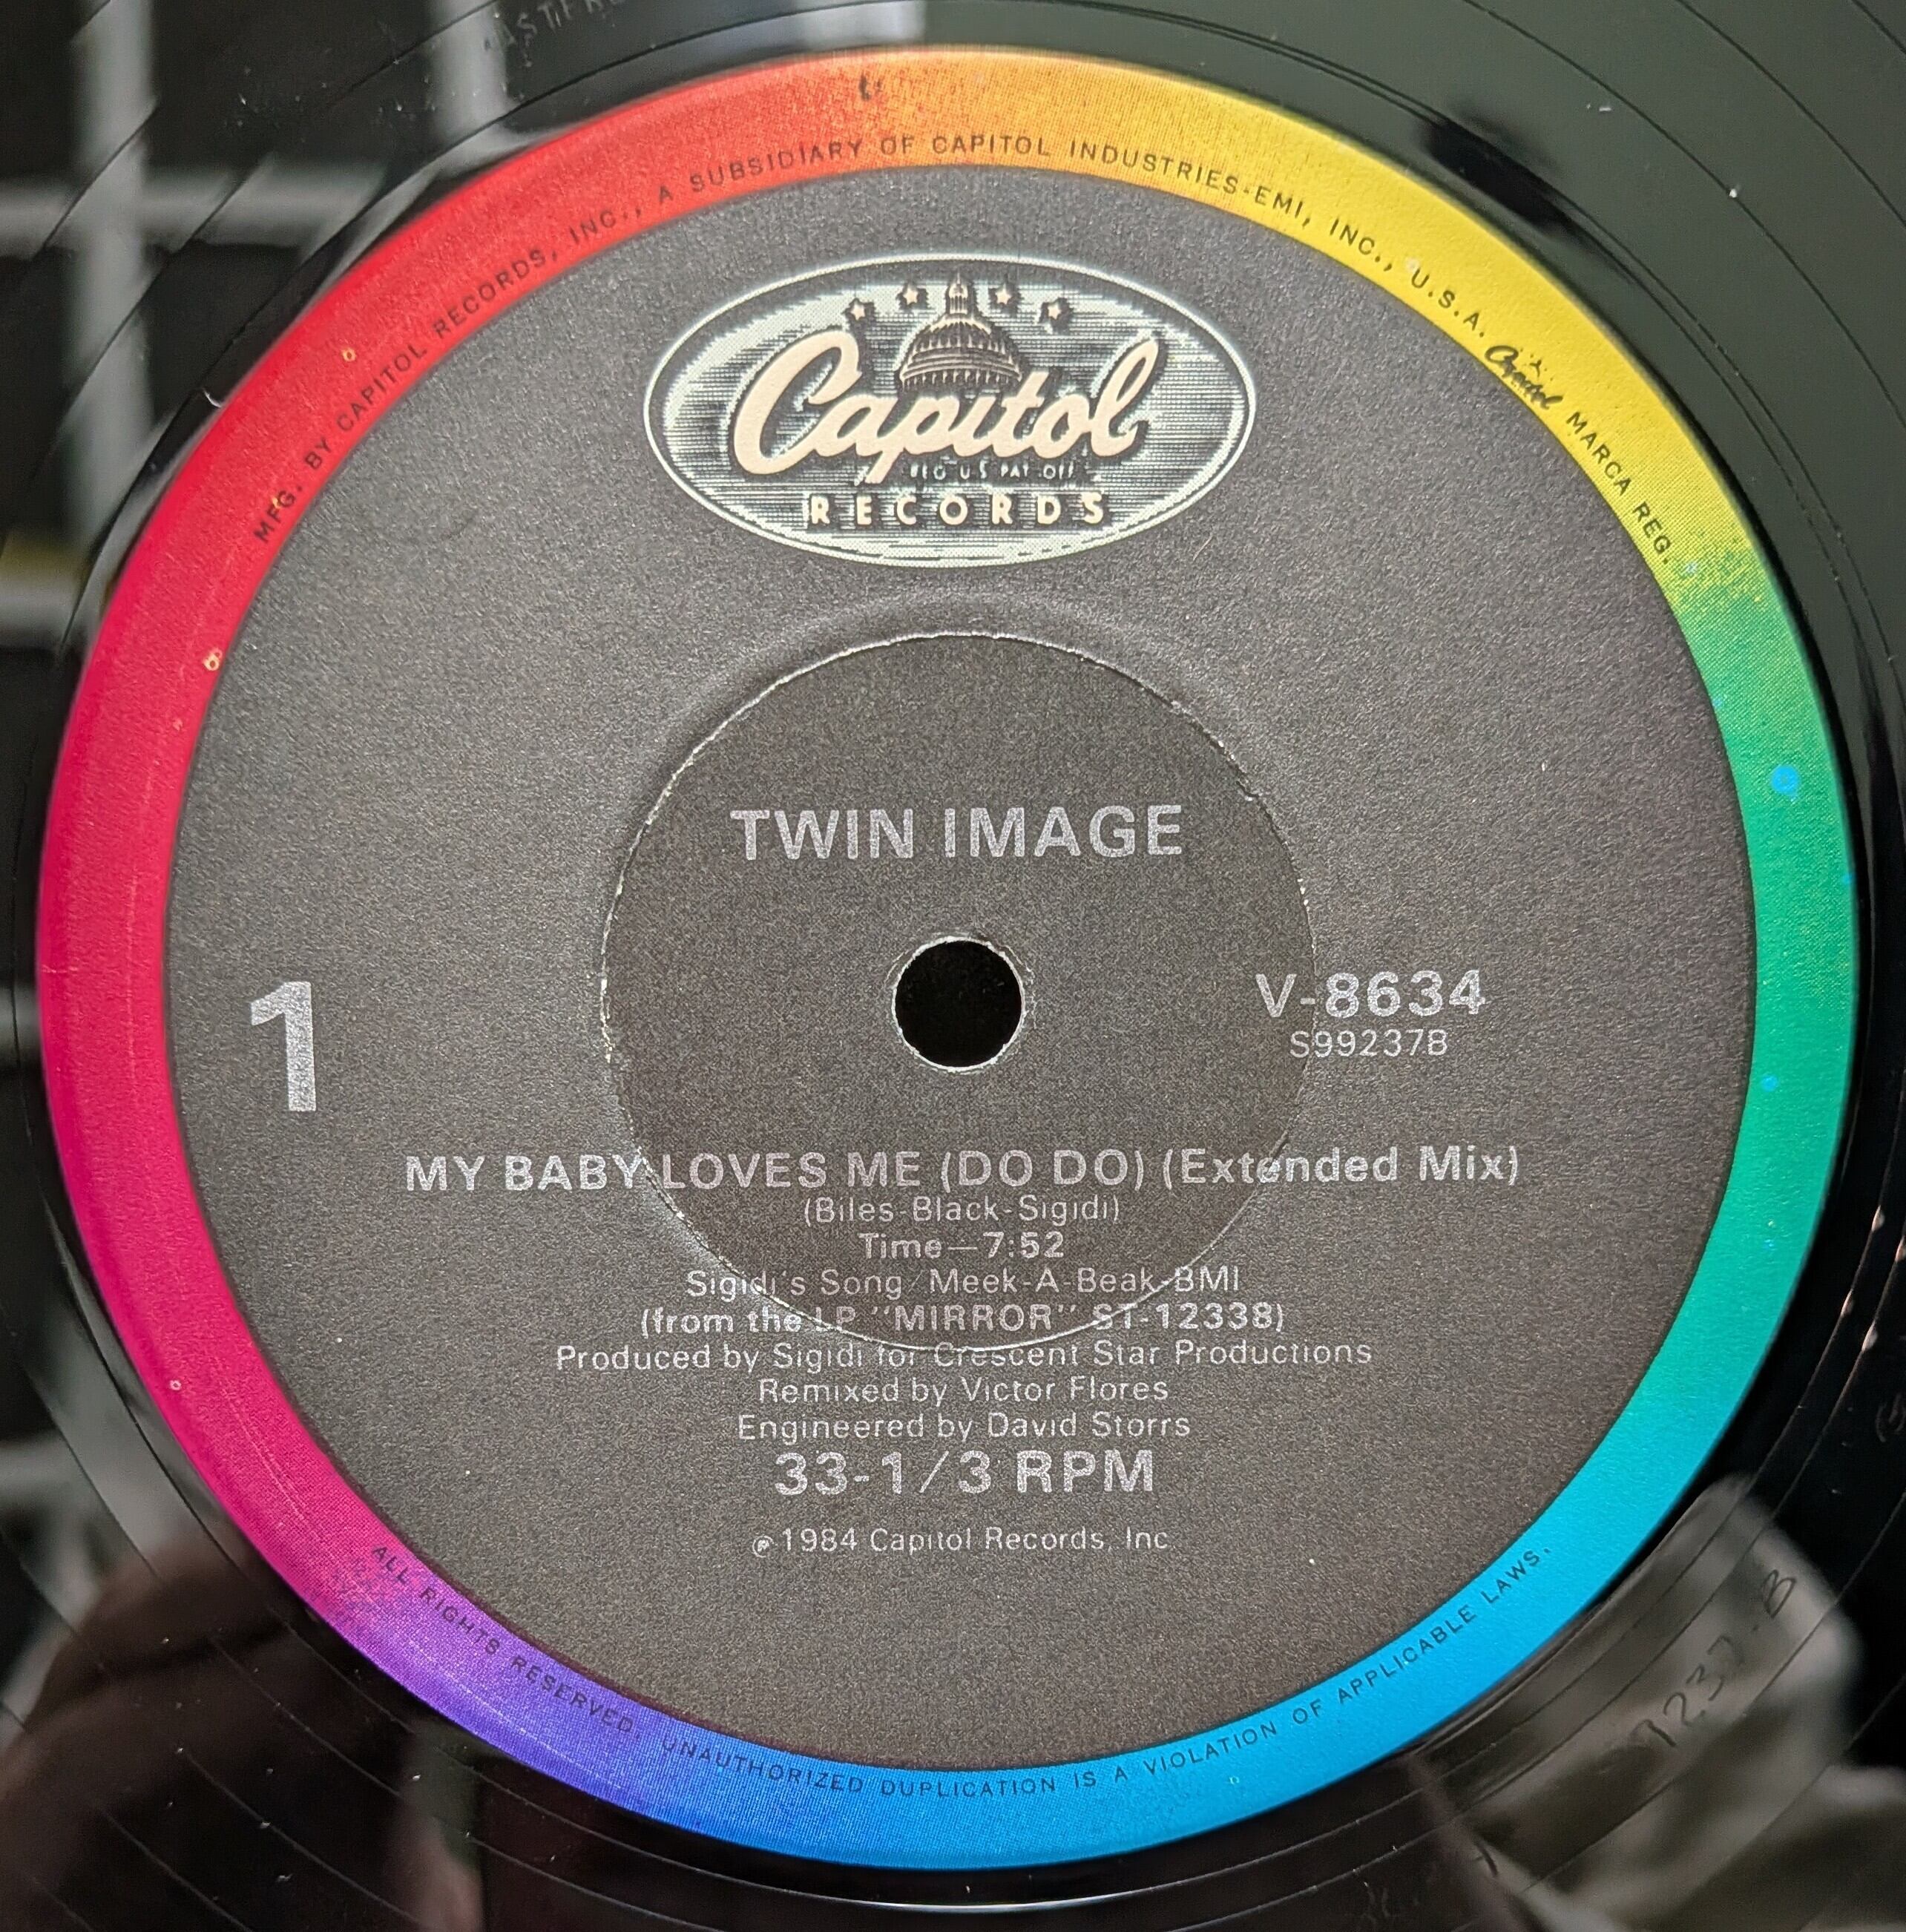 MFG. BY CAPITOL RECORDS, INC., A SUBSIDIARY OF CAPITOL INDUSTRIES-EMI, INC., U.S.A. Capitol MARCA REG.
Capitol
REG. U.S. PAT. OFF.
RECORDS
TWIN IMAGE
1
V-8634
S99237B
MY BABY LOVES ME (DO DO) (Extended Mix)
(Biles-Black-Sigidi)
Time—7:52
Sigidi's Song/Meek-A-Beak-BMI
(from the LP "MIRROR" ST-12338)
Produced by Sigidi for Crescent Star Productions
Remixed by Victor Flores
Engineered by David Storrs
33-1/3 RPM
℗ 1984 Capitol Records, Inc
ALL RIGHTS RESERVED. UNAUTHORIZED DUPLICATION IS A VIOLATION OF APPLICABLE LAWS.